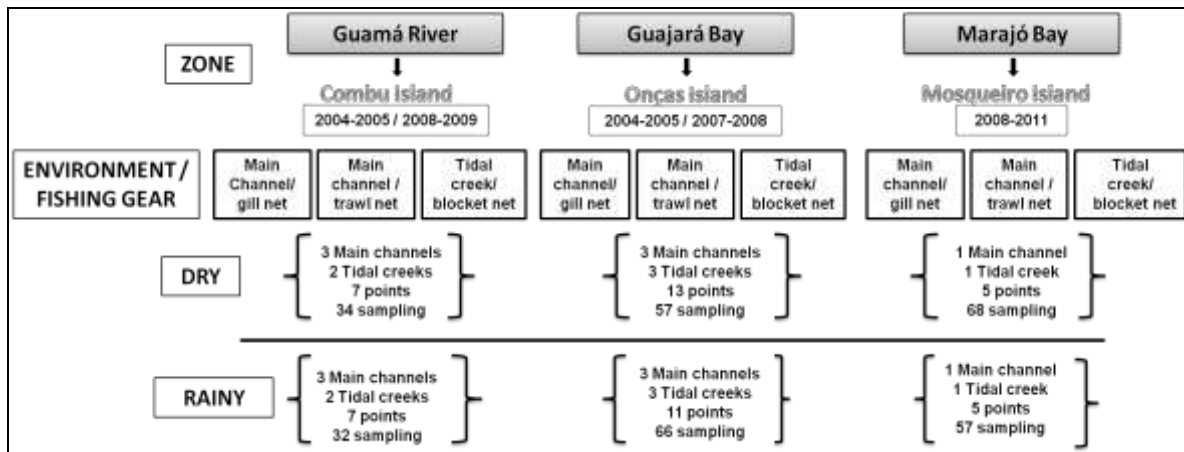 ZONE
Guamá River
Guajará Bay
Marajó Bay
Combu Island
Onças Island
Mosqueiro Island
2004-2005 / 2008-2009
2004-2005 / 2007-2008
2008-2011
ENVIRONMENT /
FISHING GEAR
Main
Channel/
gill net
Main
channel /
trawl net
Tidal
creek/
blocket net
Main
channel/
gill net
Main
channel /
trawl net
Tidal
creek/
blocket net
Main
channel/
gill net
Main
channel /
trawl net
Tidal
creek/
blocket net
DRY
3 Main channels
2 Tidal creeks
7 points
34 sampling
3 Main channels
3 Tidal creeks
13 points
57 sampling
1 Main channel
1 Tidal creek
5 points
68 sampling
RAINY
3 Main channels
2 Tidal creeks
7 points
32 sampling
3 Main channels
3 Tidal creeks
11 points
66 sampling
1 Main channel
1 Tidal creek
5 points
57 sampling